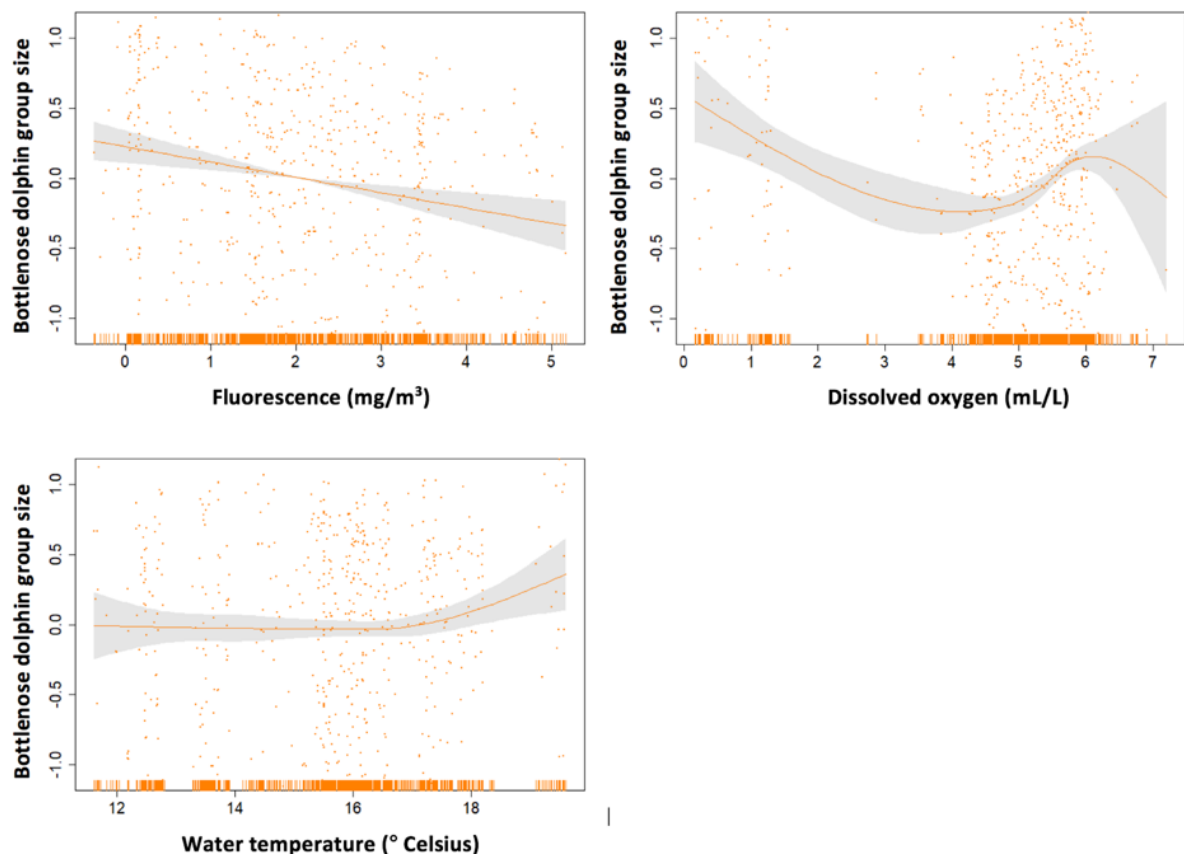 Bottlenose dolphin group size
1.0
0.5
0.0
-0.5
-1.0
0 1 2 3 4 5
Fluorescence (mg/m³)
Bottlenose dolphin group size
1.0
0.5
0.0
-0.5
-1.0
0 1 2 3 4 5 6 7
Dissolved oxygen (mL/L)
Bottlenose dolphin group size
1.0
0.5
0.0
-0.5
-1.0
12 14 16 18
Water temperature (° Celsius)